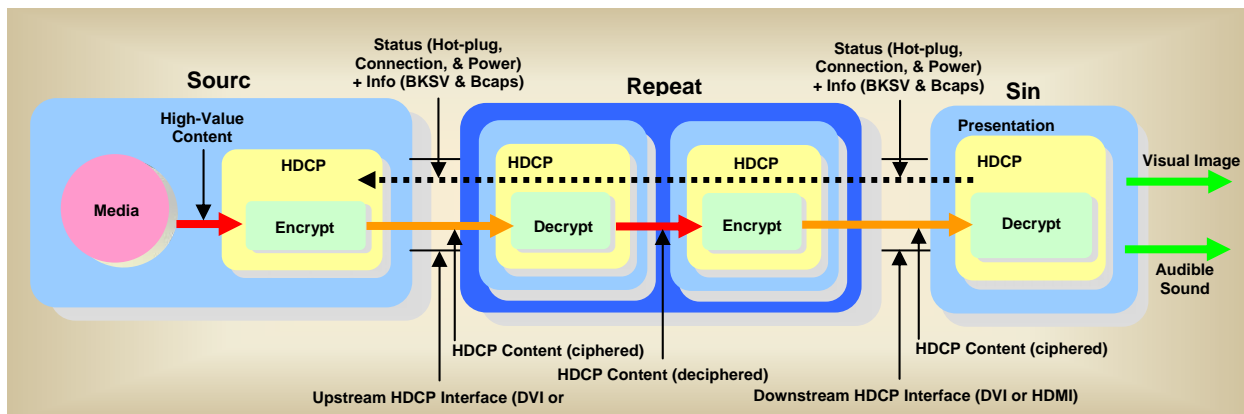 Status (Hot-plug,
Connection, & Power)
+ Info (BKSV & Bcaps)
Status (Hot-plug,
Connection, & Power)
+ Info (BKSV & Bcaps)
Sourc
Repeat
Sin
High-Value
Content
Presentation
HDCP
HDCP
HDCP
HDCP
Visual Image
Media
Encrypt
Decrypt
Encrypt
Decrypt
Audible
Sound
HDCP Content (ciphered)
HDCP Content (ciphered)
HDCP Content (deciphered)
Upstream HDCP Interface (DVI or
Downstream HDCP Interface (DVI or HDMI)